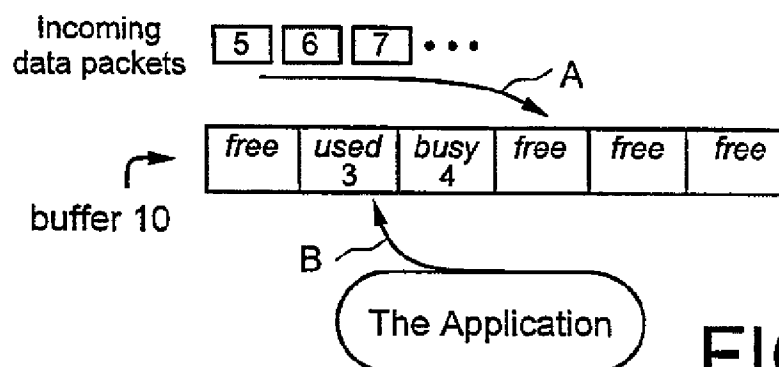 Incoming
data packets
5 6 7 • • •
A
free used busy free free free
3 4
buffer 10
B
The Application